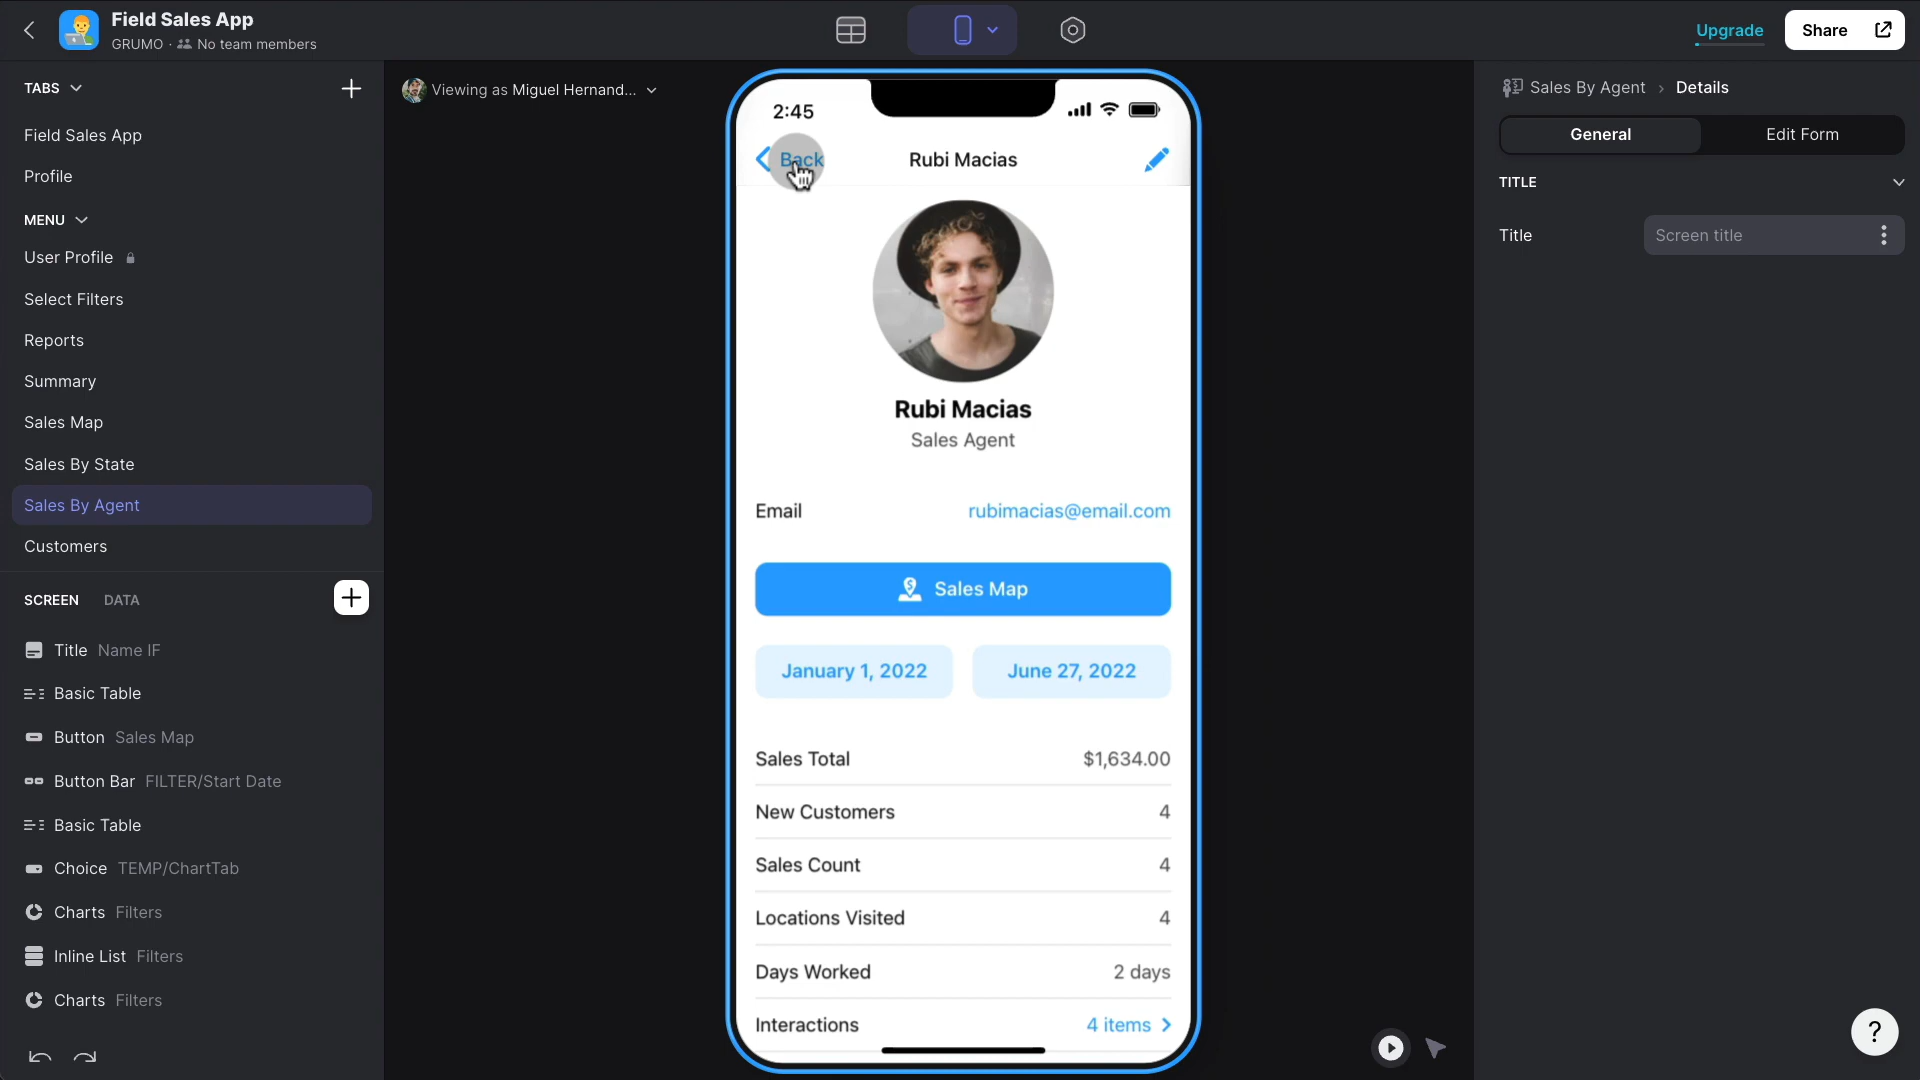 Field Sales App
GRUMO · No team members
Upgrade
Share
TABS
Field Sales App
Profile
MENU
User Profile
Select Filters
Reports
Summary
Sales Map
Sales By State
Sales By Agent
Customers
SCREEN DATA
Title Name IF
Basic Table
Button Sales Map
Button Bar FILTER/Start Date
Basic Table
Choice TEMP/ChartTab
Charts Filters
Inline List Filters
Charts Filters
Viewing as Miguel Hernand...
2:45
Back
Rubi Macias
Rubi Macias
Sales Agent
Email rubimacias@email.com
Sales Map
January 1, 2022 June 27, 2022
Sales Total $1,634.00
New Customers 4
Sales Count 4
Locations Visited 4
Days Worked 2 days
Interactions 4 items
Sales By Agent › Details
General Edit Form
TITLE
Title Screen title
?